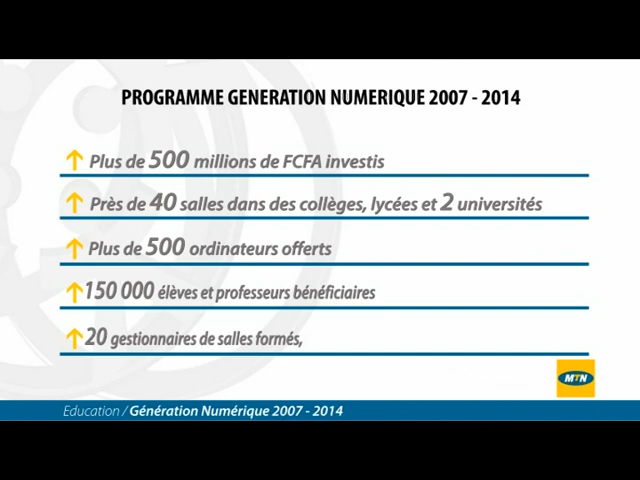 PROGRAMME GENERATION NUMERIQUE 2007 - 2014
Plus de 500 millions de FCFA investis
Près de 40 salles dans des collèges, lycées et 2 universités
Plus de 500 ordinateurs offerts
150 000 élèves et professeurs bénéficiaires
20 gestionnaires de salles formés,
MTN
Education / Génération Numérique 2007 - 2014